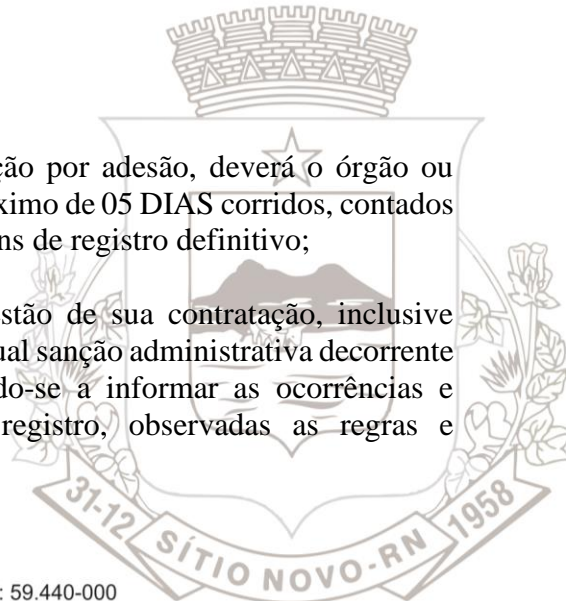 ção por adesão, deverá o órgão ou
ximo de 05 DIAS corridos, contados
ns de registro definitivo;
estão de sua contratação, inclusive
ual sanção administrativa decorrente
do-se a informar as ocorrências e
registro, observadas as regras e
31-12 SÍTIO NOVO-RN 1958
: 59.440-000